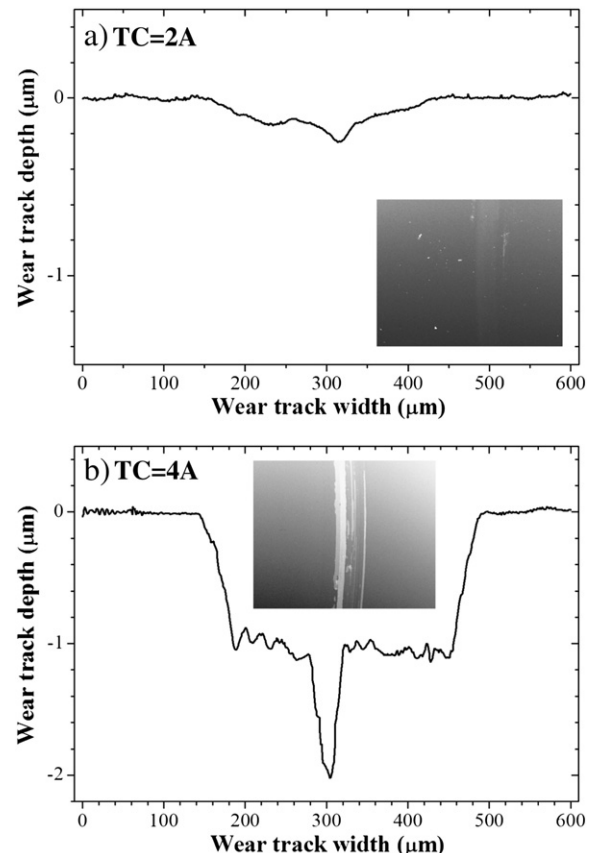 a) TC=2A
0
-1
Wear track depth (μm)
0 100 200 300 400 500 600
Wear track width (μm)
b) TC=4A
0
-1
-2
Wear track depth (μm)
0 100 200 300 400 500 600
Wear track width (μm)